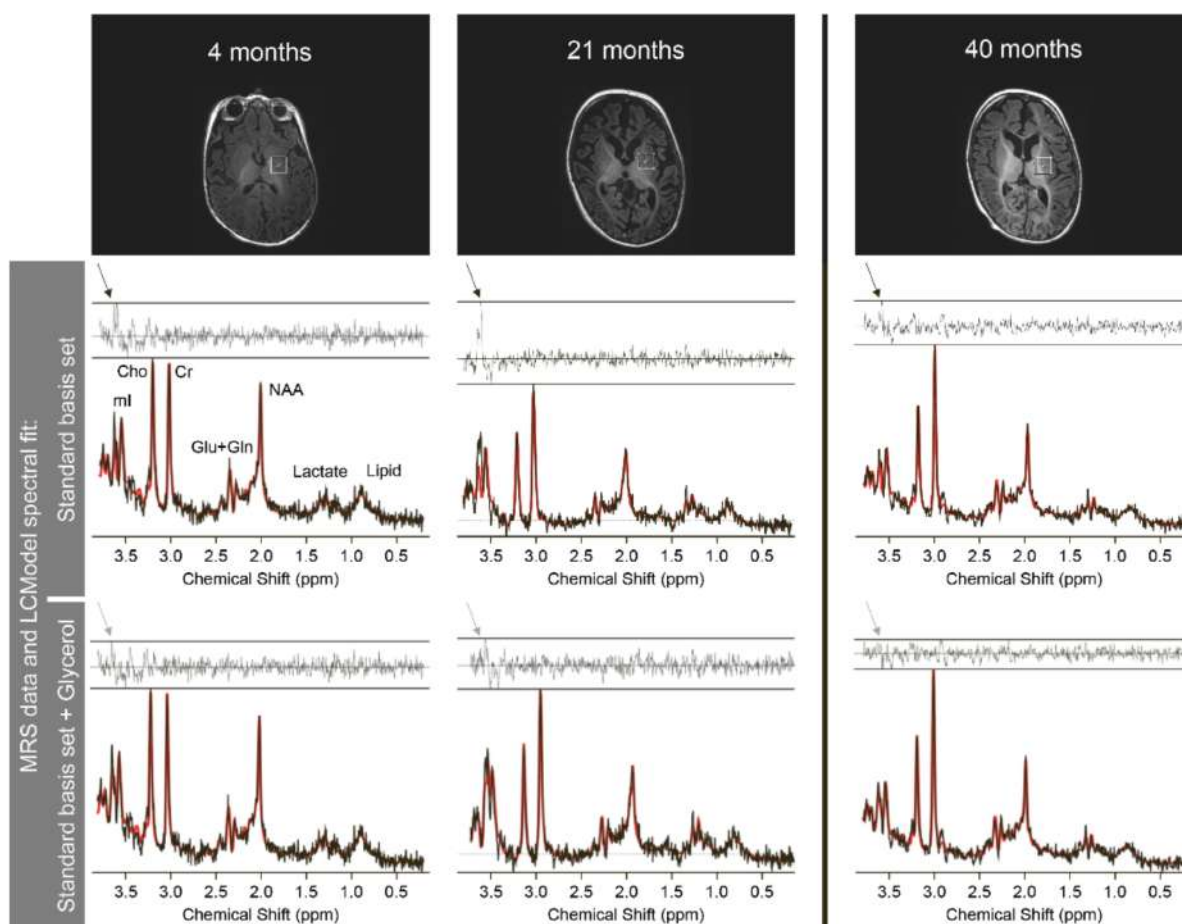 4 months
21 months
40 months
MRS data and LCModel spectral fit:
Standard basis set
Cho
Cr
mI
NAA
Glu+Gln
Lactate
Lipid
3.5 3.0 2.5 2.0 1.5 1.0 0.5
Chemical Shift (ppm)
3.5 3.0 2.5 2.0 1.5 1.0 0.5
Chemical Shift (ppm)
3.5 3.0 2.5 2.0 1.5 1.0 0.5
Chemical Shift (ppm)
Standard basis set + Glycerol
3.5 3.0 2.5 2.0 1.5 1.0 0.5
Chemical Shift (ppm)
3.5 3.0 2.5 2.0 1.5 1.0 0.5
Chemical Shift (ppm)
3.5 3.0 2.5 2.0 1.5 1.0 0.5
Chemical Shift (ppm)